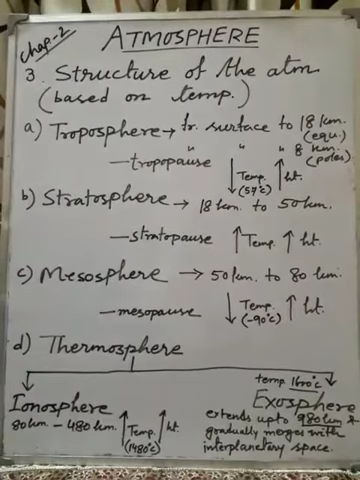 chap-2
ATMOSPHERE
3. Structure of the atm
(based on temp.)
a) Troposphere → fr. surface to 18 km. (equ.)
" " " 8 km. (poles)
— tropopause ↓ Temp. (57°c) ↑ ht.
b) Stratosphere → 18 km. to 50 km.
— stratopause ↑ Temp. ↑ ht.
c) Mesosphere → 50 km. to 80 km.
— mesopause ↓ Temp. (-90°c) ↑ ht.
d) Thermosphere
Ionosphere
80 km. - 480 km. ↑ Temp. (1480°c) ↑ ht.
temp. 1600°c
Exosphere
extends upto 980 km &
gradually merges with
interplanetary space.